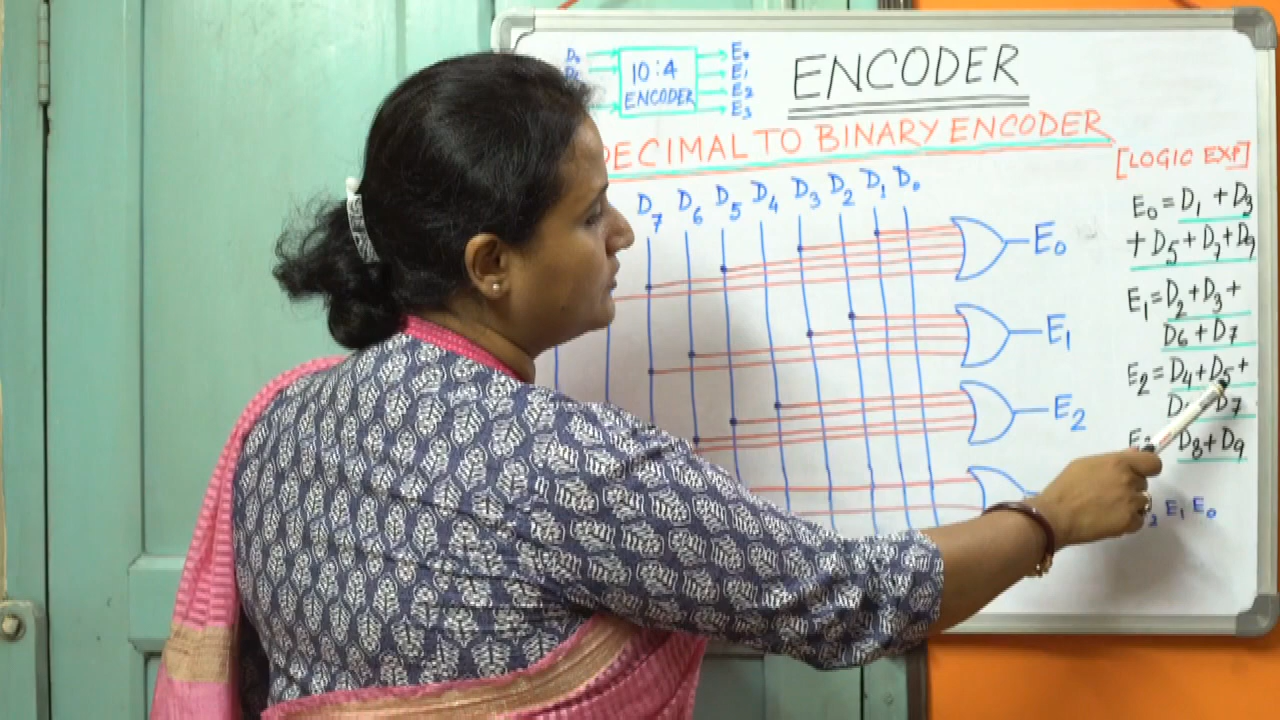 ENCODER
D₀
10:4
ENCODER
E₁
E₂
E₃
DECIMAL TO BINARY ENCODER
[LOGIC EXP]
D₇ D₆ D₅ D₄ D₃ D₂ D₁ D₀
E₀
E₁
E₂
E₀ = D₁ + D₃
+ D₅ + D₇ + D₉
E₁ = D₂ + D₃ +
D₆ + D₇
E₂ = D₄ + D₅ +
D₇
D₈ + D₉
E₁ E₀